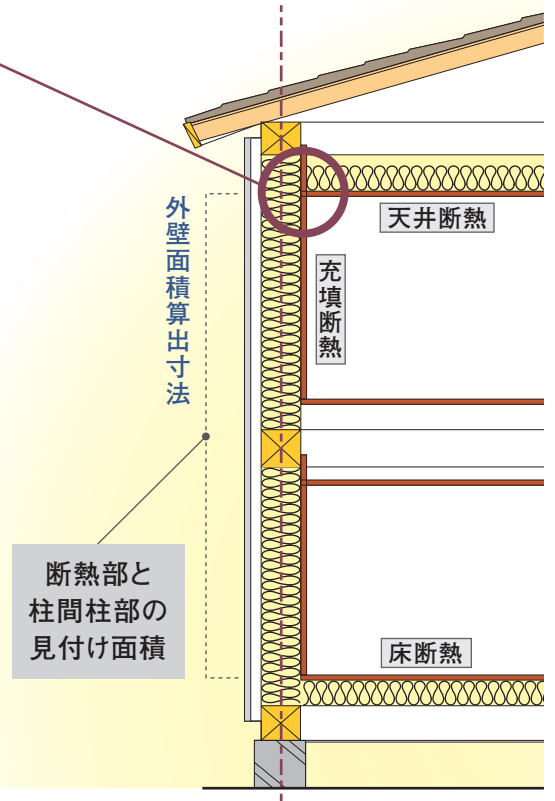 天井断熱
充填断熱
外壁面積算出寸法
断熱部と
柱間柱部の
見付け面積
床断熱